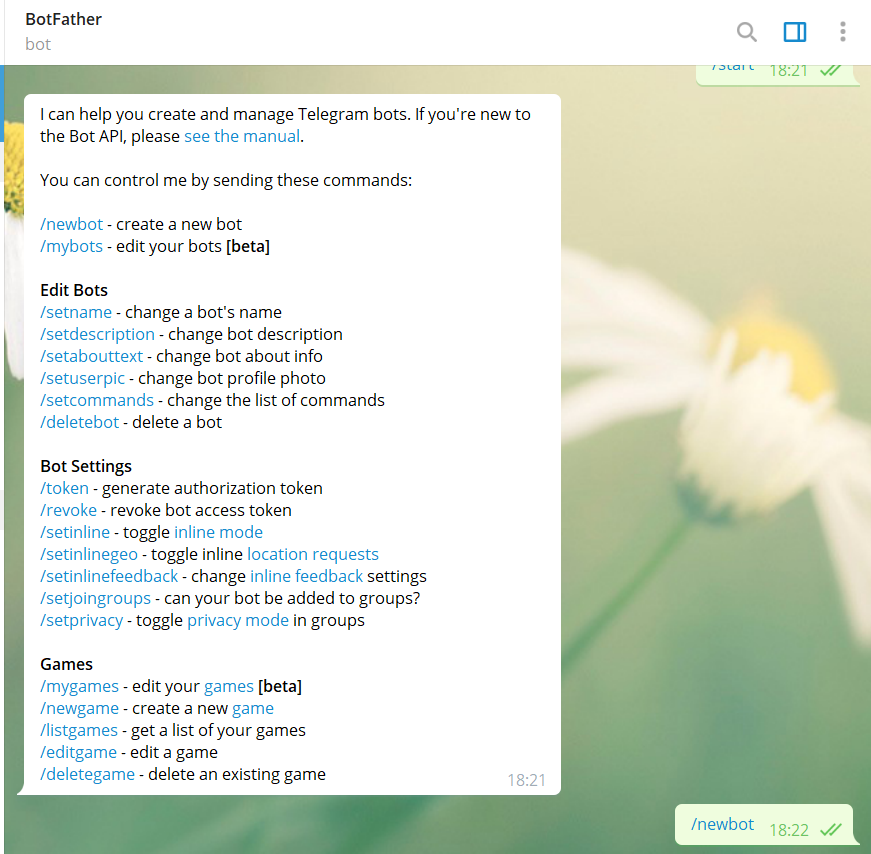 BotFather
bot
/start 18:21
I can help you create and manage Telegram bots. If you're new to
the Bot API, please see the manual.
You can control me by sending these commands:
/newbot - create a new bot
/mybots - edit your bots [beta]
Edit Bots
/setname - change a bot's name
/setdescription - change bot description
/setabouttext - change bot about info
/setuserpic - change bot profile photo
/setcommands - change the list of commands
/deletebot - delete a bot
Bot Settings
/token - generate authorization token
/revoke - revoke bot access token
/setinline - toggle inline mode
/setinlinegeo - toggle inline location requests
/setinlinefeedback - change inline feedback settings
/setjoingroups - can your bot be added to groups?
/setprivacy - toggle privacy mode in groups
Games
/mygames - edit your games [beta]
/newgame - create a new game
/listgames - get a list of your games
/editgame - edit a game
/deletegame - delete an existing game
18:21
/newbot 18:22